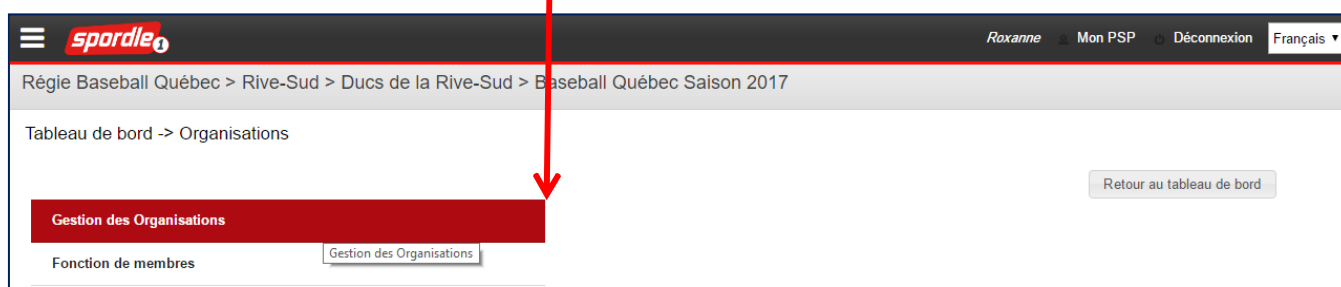 spordle1 Roxanne Mon PSP Déconnexion Français
Régie Baseball Québec > Rive-Sud > Ducs de la Rive-Sud > Baseball Québec Saison 2017
Tableau de bord -> Organisations
Retour au tableau de bord
Gestion des Organisations
Gestion des Organisations
Fonction de membres